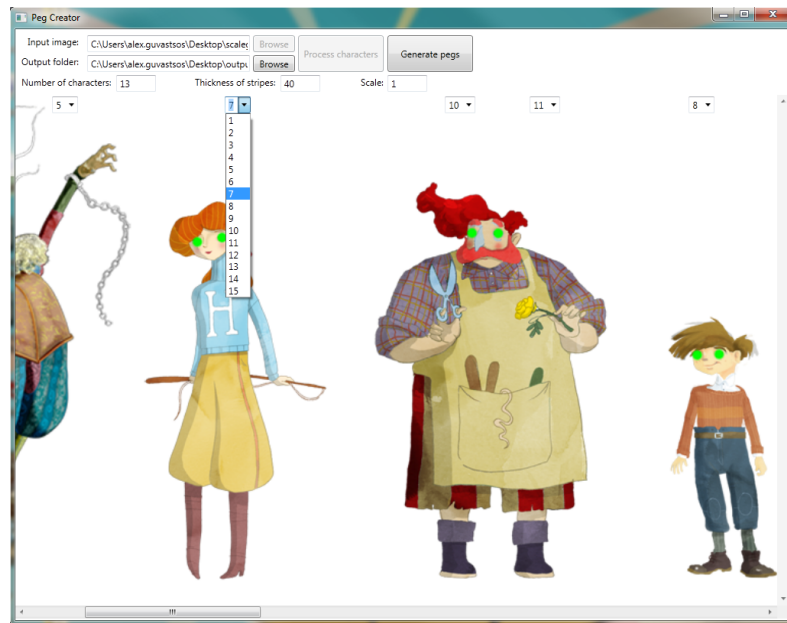 Peg Creator
Input image: C:\Users\alex.guvastsos\Desktop\scaleg Browse Process characters Generate pegs
Output folder: C:\Users\alex.guvastsos\Desktop\outpu Browse
Number of characters: 13 Thickness of stripes: 40 Scale: 1
5 7 10 11 8
1
2
3
4
5
6
7
8
9
10
11
12
13
14
15
H